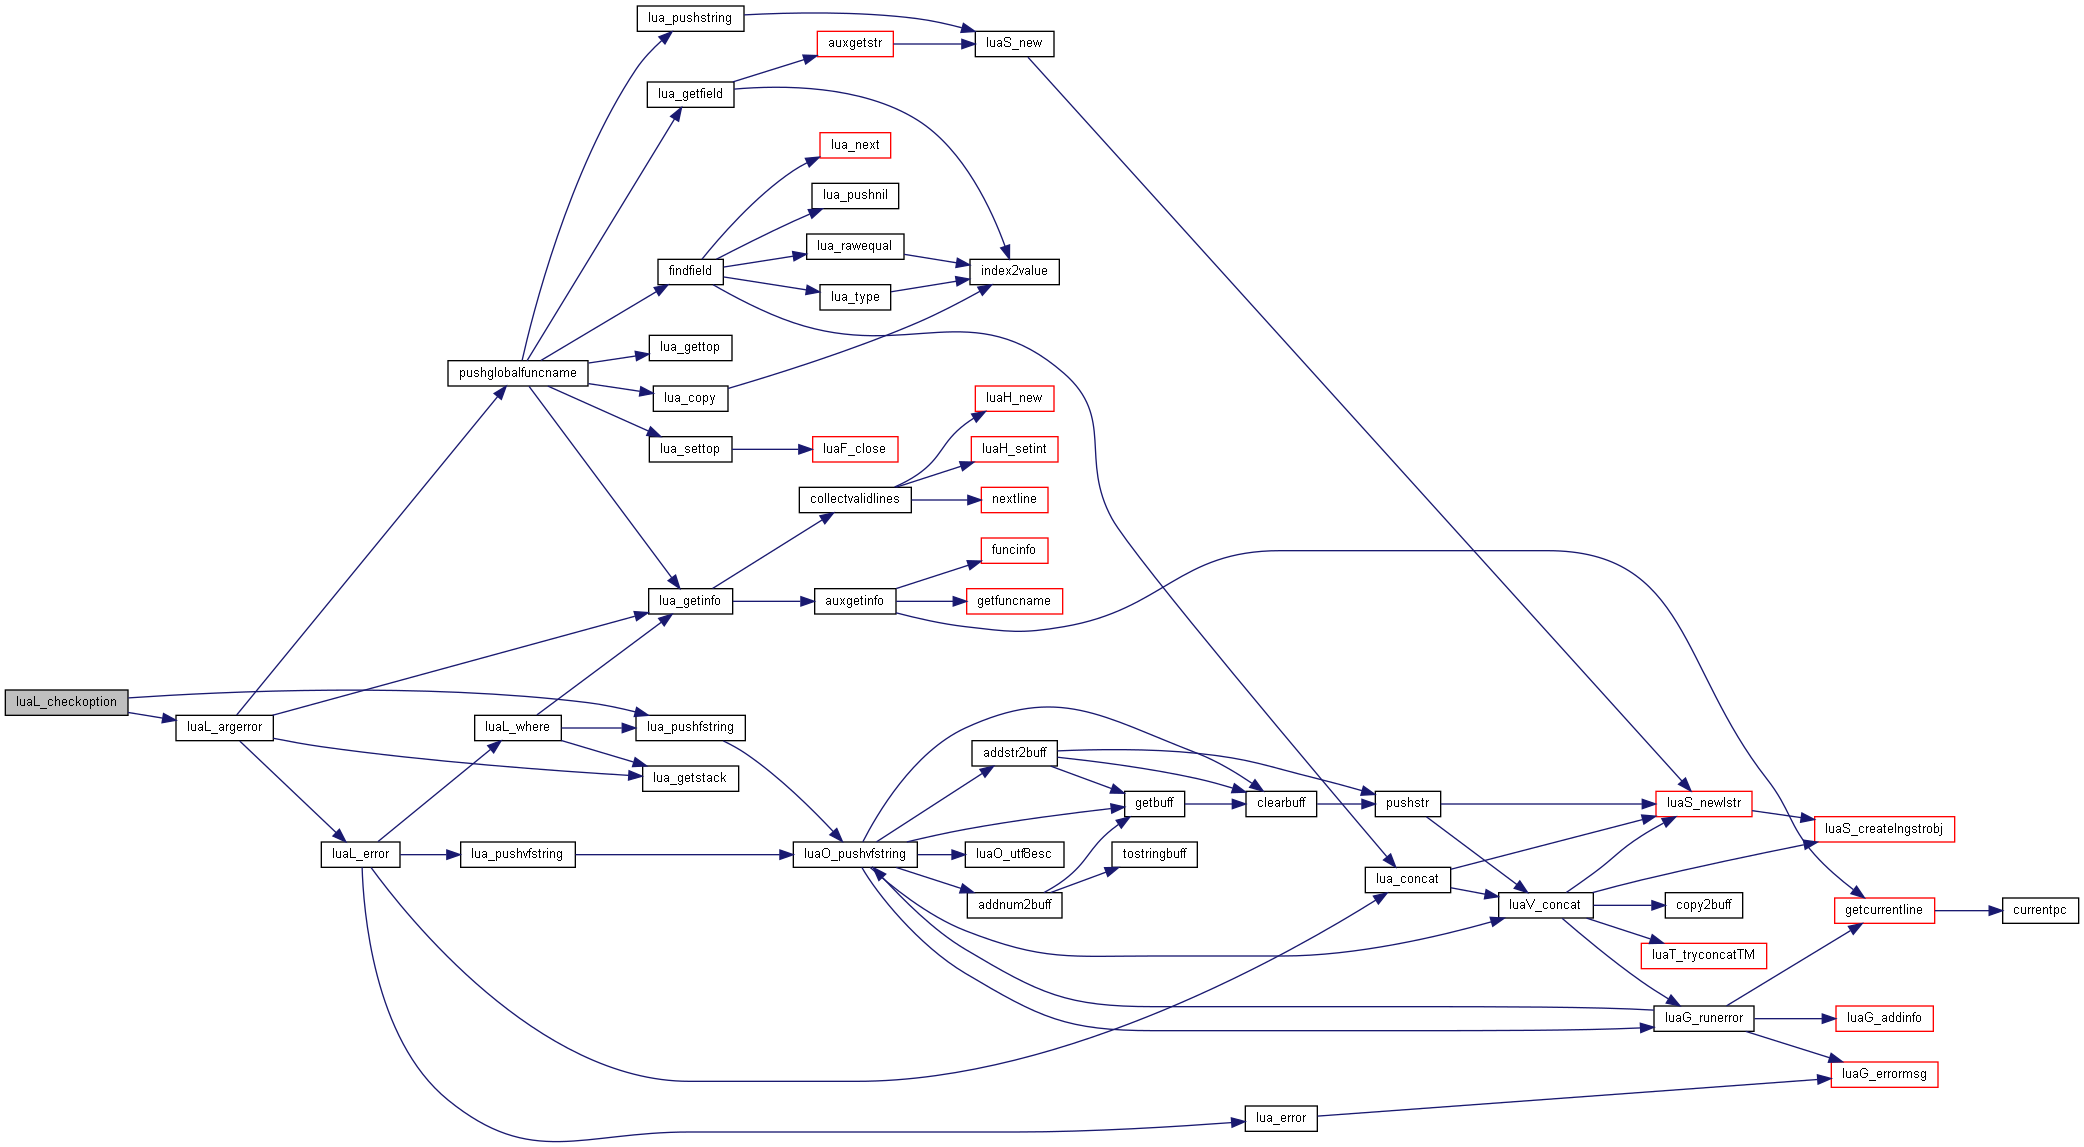 lua_pushstring
auxgetstr
luaS_new
lua_getfield
lua_next
lua_pushnil
lua_rawequal
findfield
index2value
lua_type
lua_gettop
pushglobalfuncname
lua_copy
luaH_new
lua_settop
luaF_close
luaH_setint
collectvalidlines
nextline
funcinfo
lua_getinfo
auxgetinfo
getfuncname
luaL_checkoption
luaL_argerror
luaL_where
lua_pushfstring
addstr2buff
lua_getstack
getbuff
clearbuff
pushstr
luaS_newlstr
luaS_createlngstrobj
luaL_error
lua_pushvfstring
luaO_pushvfstring
luaO_utf8esc
tostringbuff
lua_concat
addnum2buff
luaV_concat
copy2buff
getcurrentline
currentpc
luaT_tryconcatTM
luaG_runerror
luaG_addinfo
luaG_errormsg
lua_error